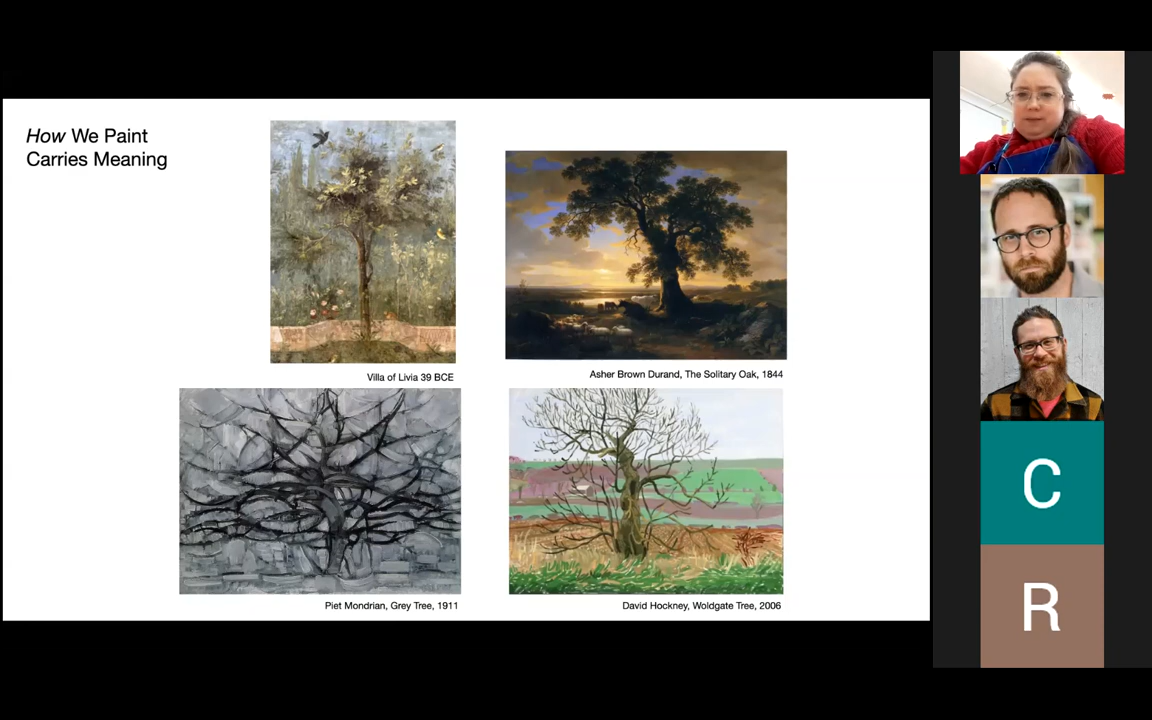 How We Paint
Carries Meaning
Villa of Livia 39 BCE
Asher Brown Durand, The Solitary Oak, 1844
Piet Mondrian, Grey Tree, 1911
David Hockney, Woldgate Tree, 2006
C
R